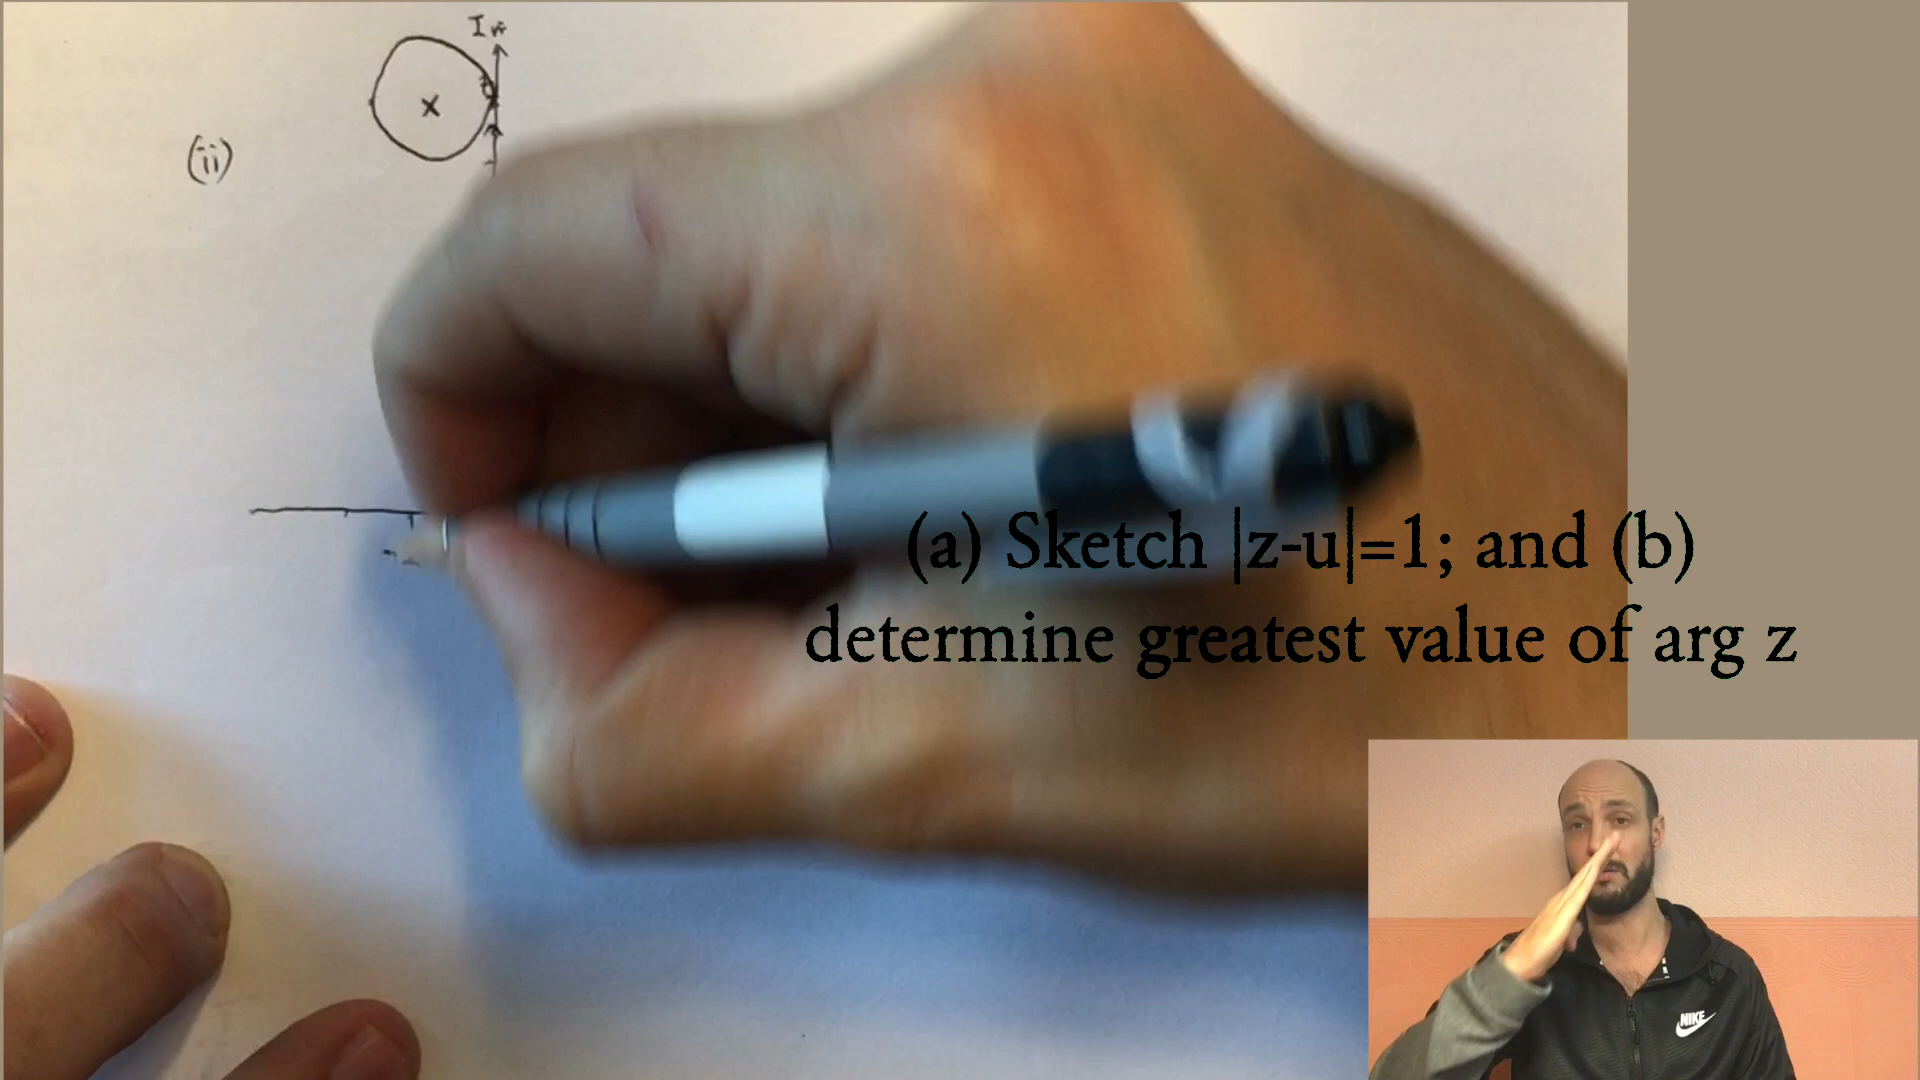 Im
(ii)
(a) Sketch |z-u|=1; and (b)
determine greatest value of arg z
NIKE